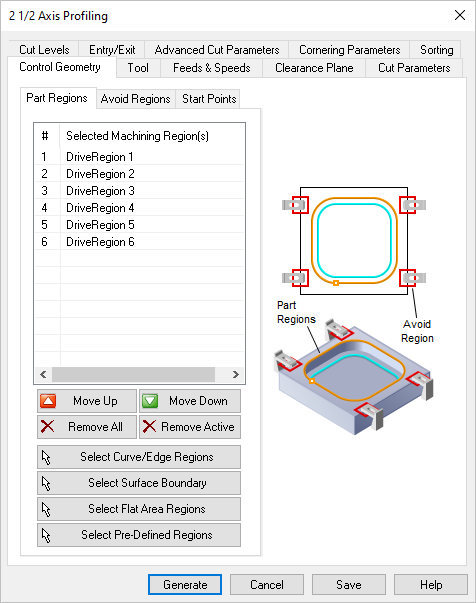 2 1/2 Axis Profiling
Cut Levels Entry/Exit Advanced Cut Parameters Cornering Parameters Sorting
Control Geometry Tool Feeds & Speeds Clearance Plane Cut Parameters
Part Regions Avoid Regions Start Points
# Selected Machining Region(s)
1 DriveRegion 1
2 DriveRegion 2
3 DriveRegion 3
4 DriveRegion 4
5 DriveRegion 5
6 DriveRegion 6
Part
Regions
Avoid
Region
Move Up Move Down
Remove All Remove Active
Select Curve/Edge Regions
Select Surface Boundary
Select Flat Area Regions
Select Pre-Defined Regions
Generate Cancel Save Help